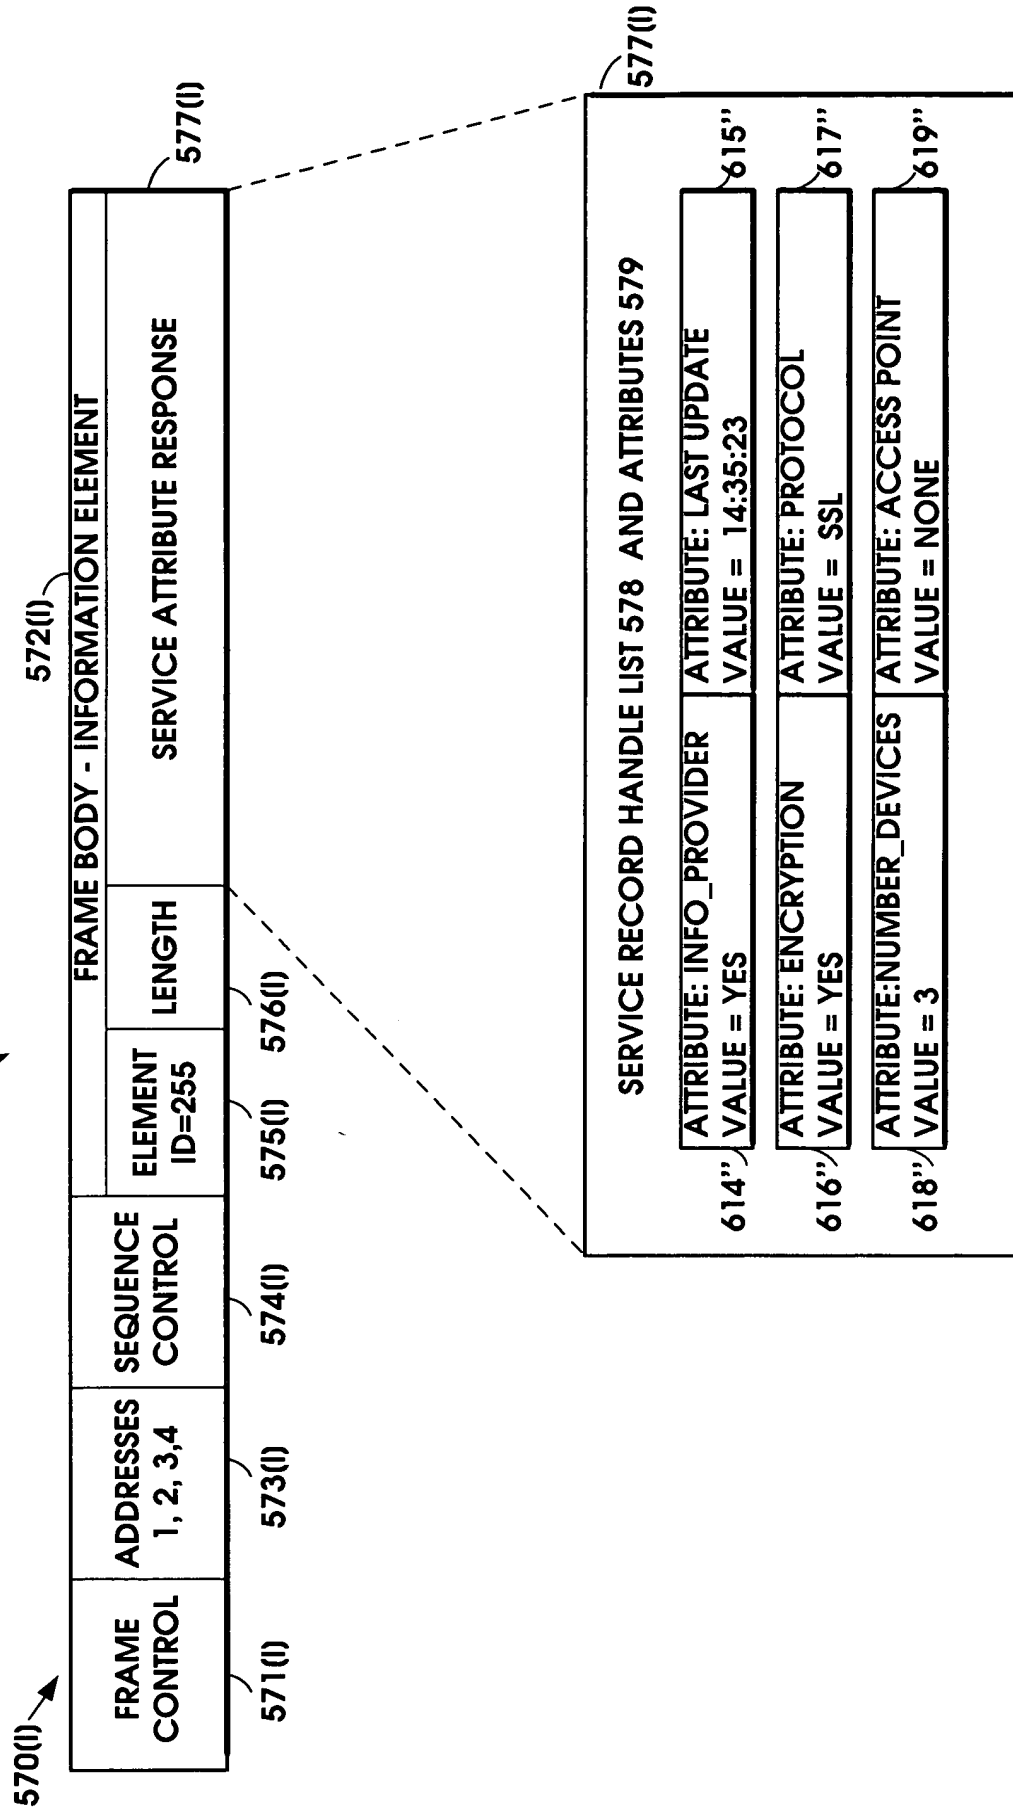 570(I)
572(I)
FRAME BODY - INFORMATION ELEMENT
FRAME
CONTROL
ADDRESSES
1, 2, 3,4
SEQUENCE
CONTROL
ELEMENT
ID=255
LENGTH
SERVICE ATTRIBUTE RESPONSE
577(I)
571(I)
573(I)
574(I)
575(I)
576(I)
577(I)
SERVICE RECORD HANDLE LIST 578 AND ATTRIBUTES 579
614"
ATTRIBUTE: INFO_PROVIDER
VALUE = YES
ATTRIBUTE: LAST UPDATE
VALUE = 14:35:23
615"
616"
ATTRIBUTE: ENCRYPTION
VALUE = YES
ATTRIBUTE: PROTOCOL
VALUE = SSL
617"
618"
ATTRIBUTE:NUMBER_DEVICES
VALUE = 3
ATTRIBUTE: ACCESS POINT
VALUE = NONE
619"